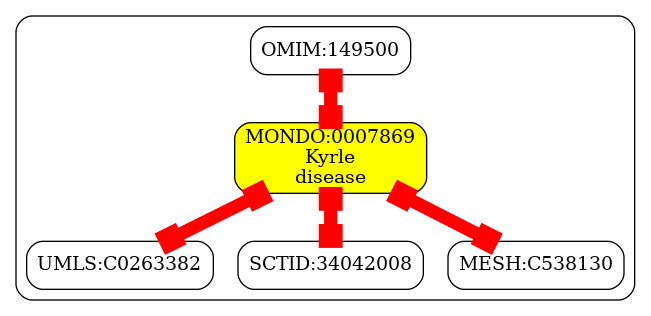 OMIM:149500
MONDO:0007869
Kyrle
disease
UMLS:C0263382
SCTID:34042008
MESH:C538130